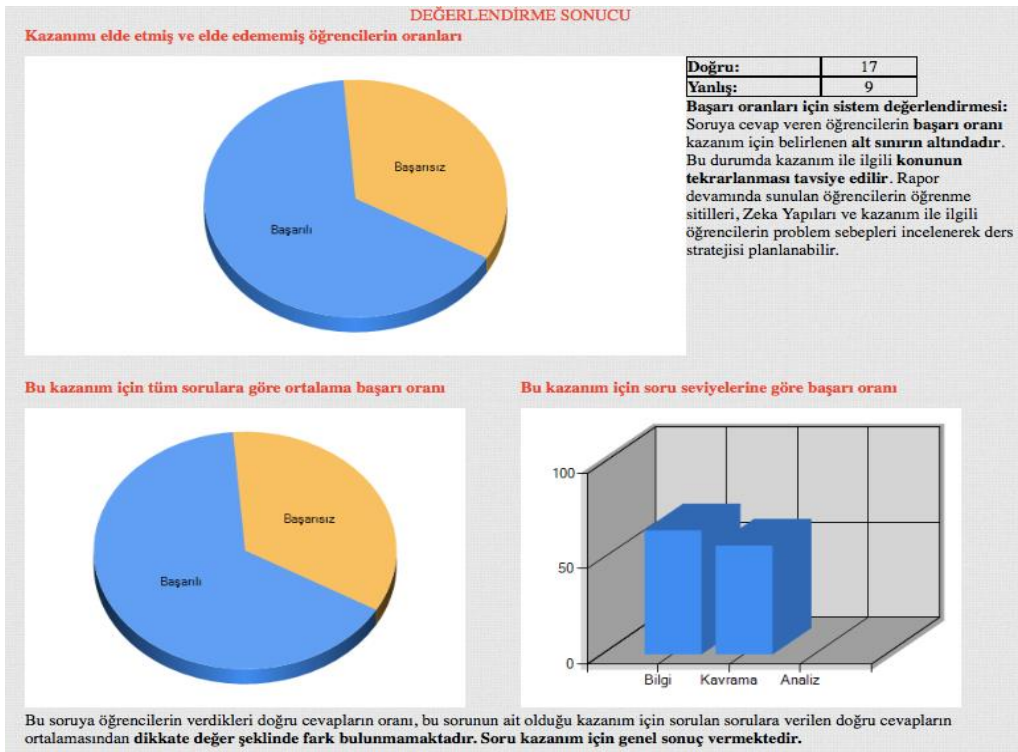 DEĞERLENDİRME SONUCU
Kazanımı elde etmiş ve elde edememiş öğrencilerin oranları
Başarısız
Başarılı
Doğru: 17
Yanlış: 9
Başarı oranları için sistem değerlendirmesi:
Soruya cevap veren öğrencilerin başarı oranı
kazanım için belirlenen alt sınırın altındadır.
Bu durumda kazanım ile ilgili konunun
tekrarlanması tavsiye edilir. Rapor
devamında sunulan öğrencilerin öğrenme
sitilleri, Zeka Yapıları ve kazanım ile ilgili
öğrencilerin problem sebepleri incelenerek ders
stratejisi planlanabilir.
Bu kazanım için tüm sorulara göre ortalama başarı oranı
Başarısız
Başarılı
Bu kazanım için soru seviyelerine göre başarı oranı
100
50
0
Bilgi Kavrama Analiz
Bu soruya öğrencilerin verdikleri doğru cevapların oranı, bu sorunun ait olduğu kazanım için sorulan sorulara verilen doğru cevapların
ortalamasından dikkate değer şeklinde fark bulunmamaktadır. Soru kazanım için genel sonuç vermektedir.